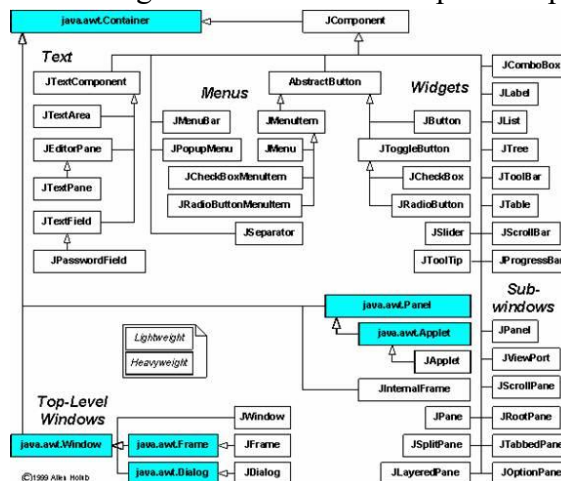 java.awt.Container
JComponent
Text
JTextComponent
JTextArea
JEditorPane
JTextPane
JTextField
JPasswordField
Menus
JMenuBar
JPopupMenu
AbstractButton
JMenuItem
JMenu
JCheckBoxMenuItem
JRadioButtonMenuItem
JSeparator
Widgets
JButton
JToggleButton
JCheckBox
JRadioButton
JSlider
JToolTip
JComboBox
JLabel
JList
JTree
JToolBar
JTable
JScrollBar
JProgressBar
java.awt.Panel
java.awt.Applet
JApplet
JInternalFrame
Sub-
windows
JPanel
JViewPort
JScrollPane
JPane
JRootPane
JSplitPane
JTabbedPane
JLayeredPane
JOptionPane
Lightweight
Heavyweight
Top-Level
Windows
java.awt.Window
JWindow
java.awt.Frame
JFrame
java.awt.Dialog
JDialog
(C)1999 Allen Holub